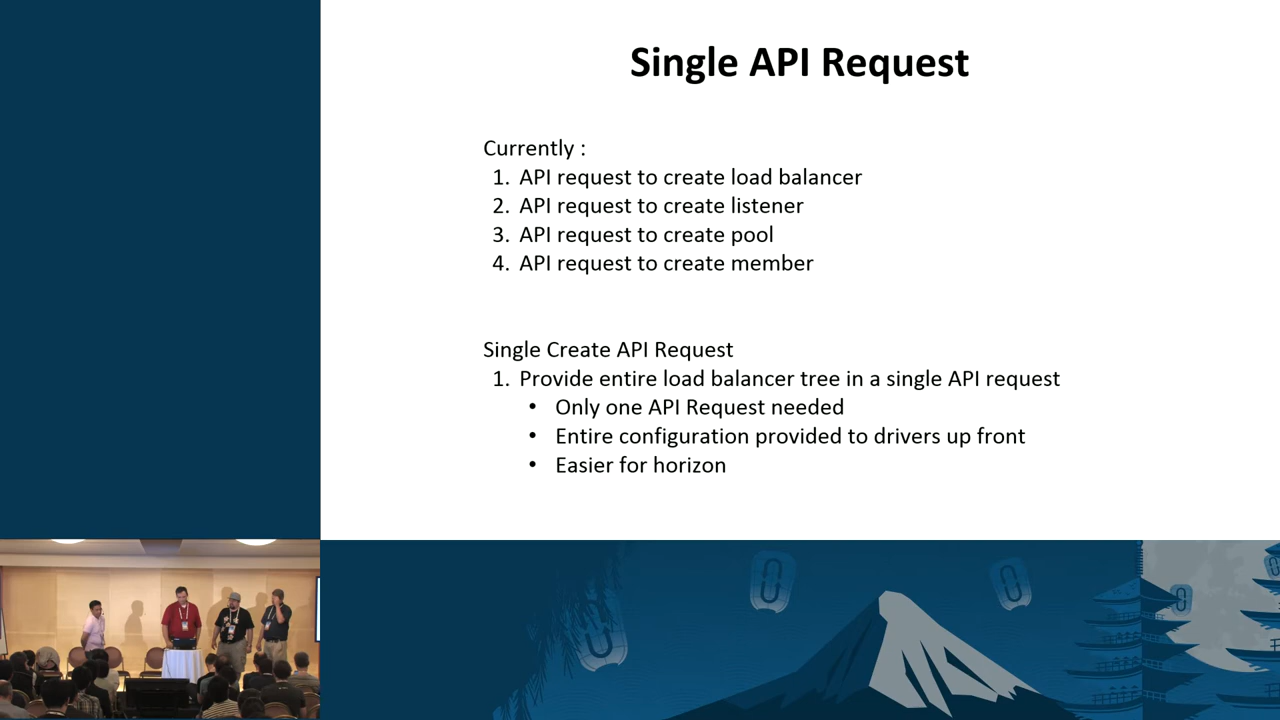 Single API Request
Currently :
1. API request to create load balancer
2. API request to create listener
3. API request to create pool
4. API request to create member
Single Create API Request
1. Provide entire load balancer tree in a single API request
• Only one API Request needed
• Entire configuration provided to drivers up front
• Easier for horizon